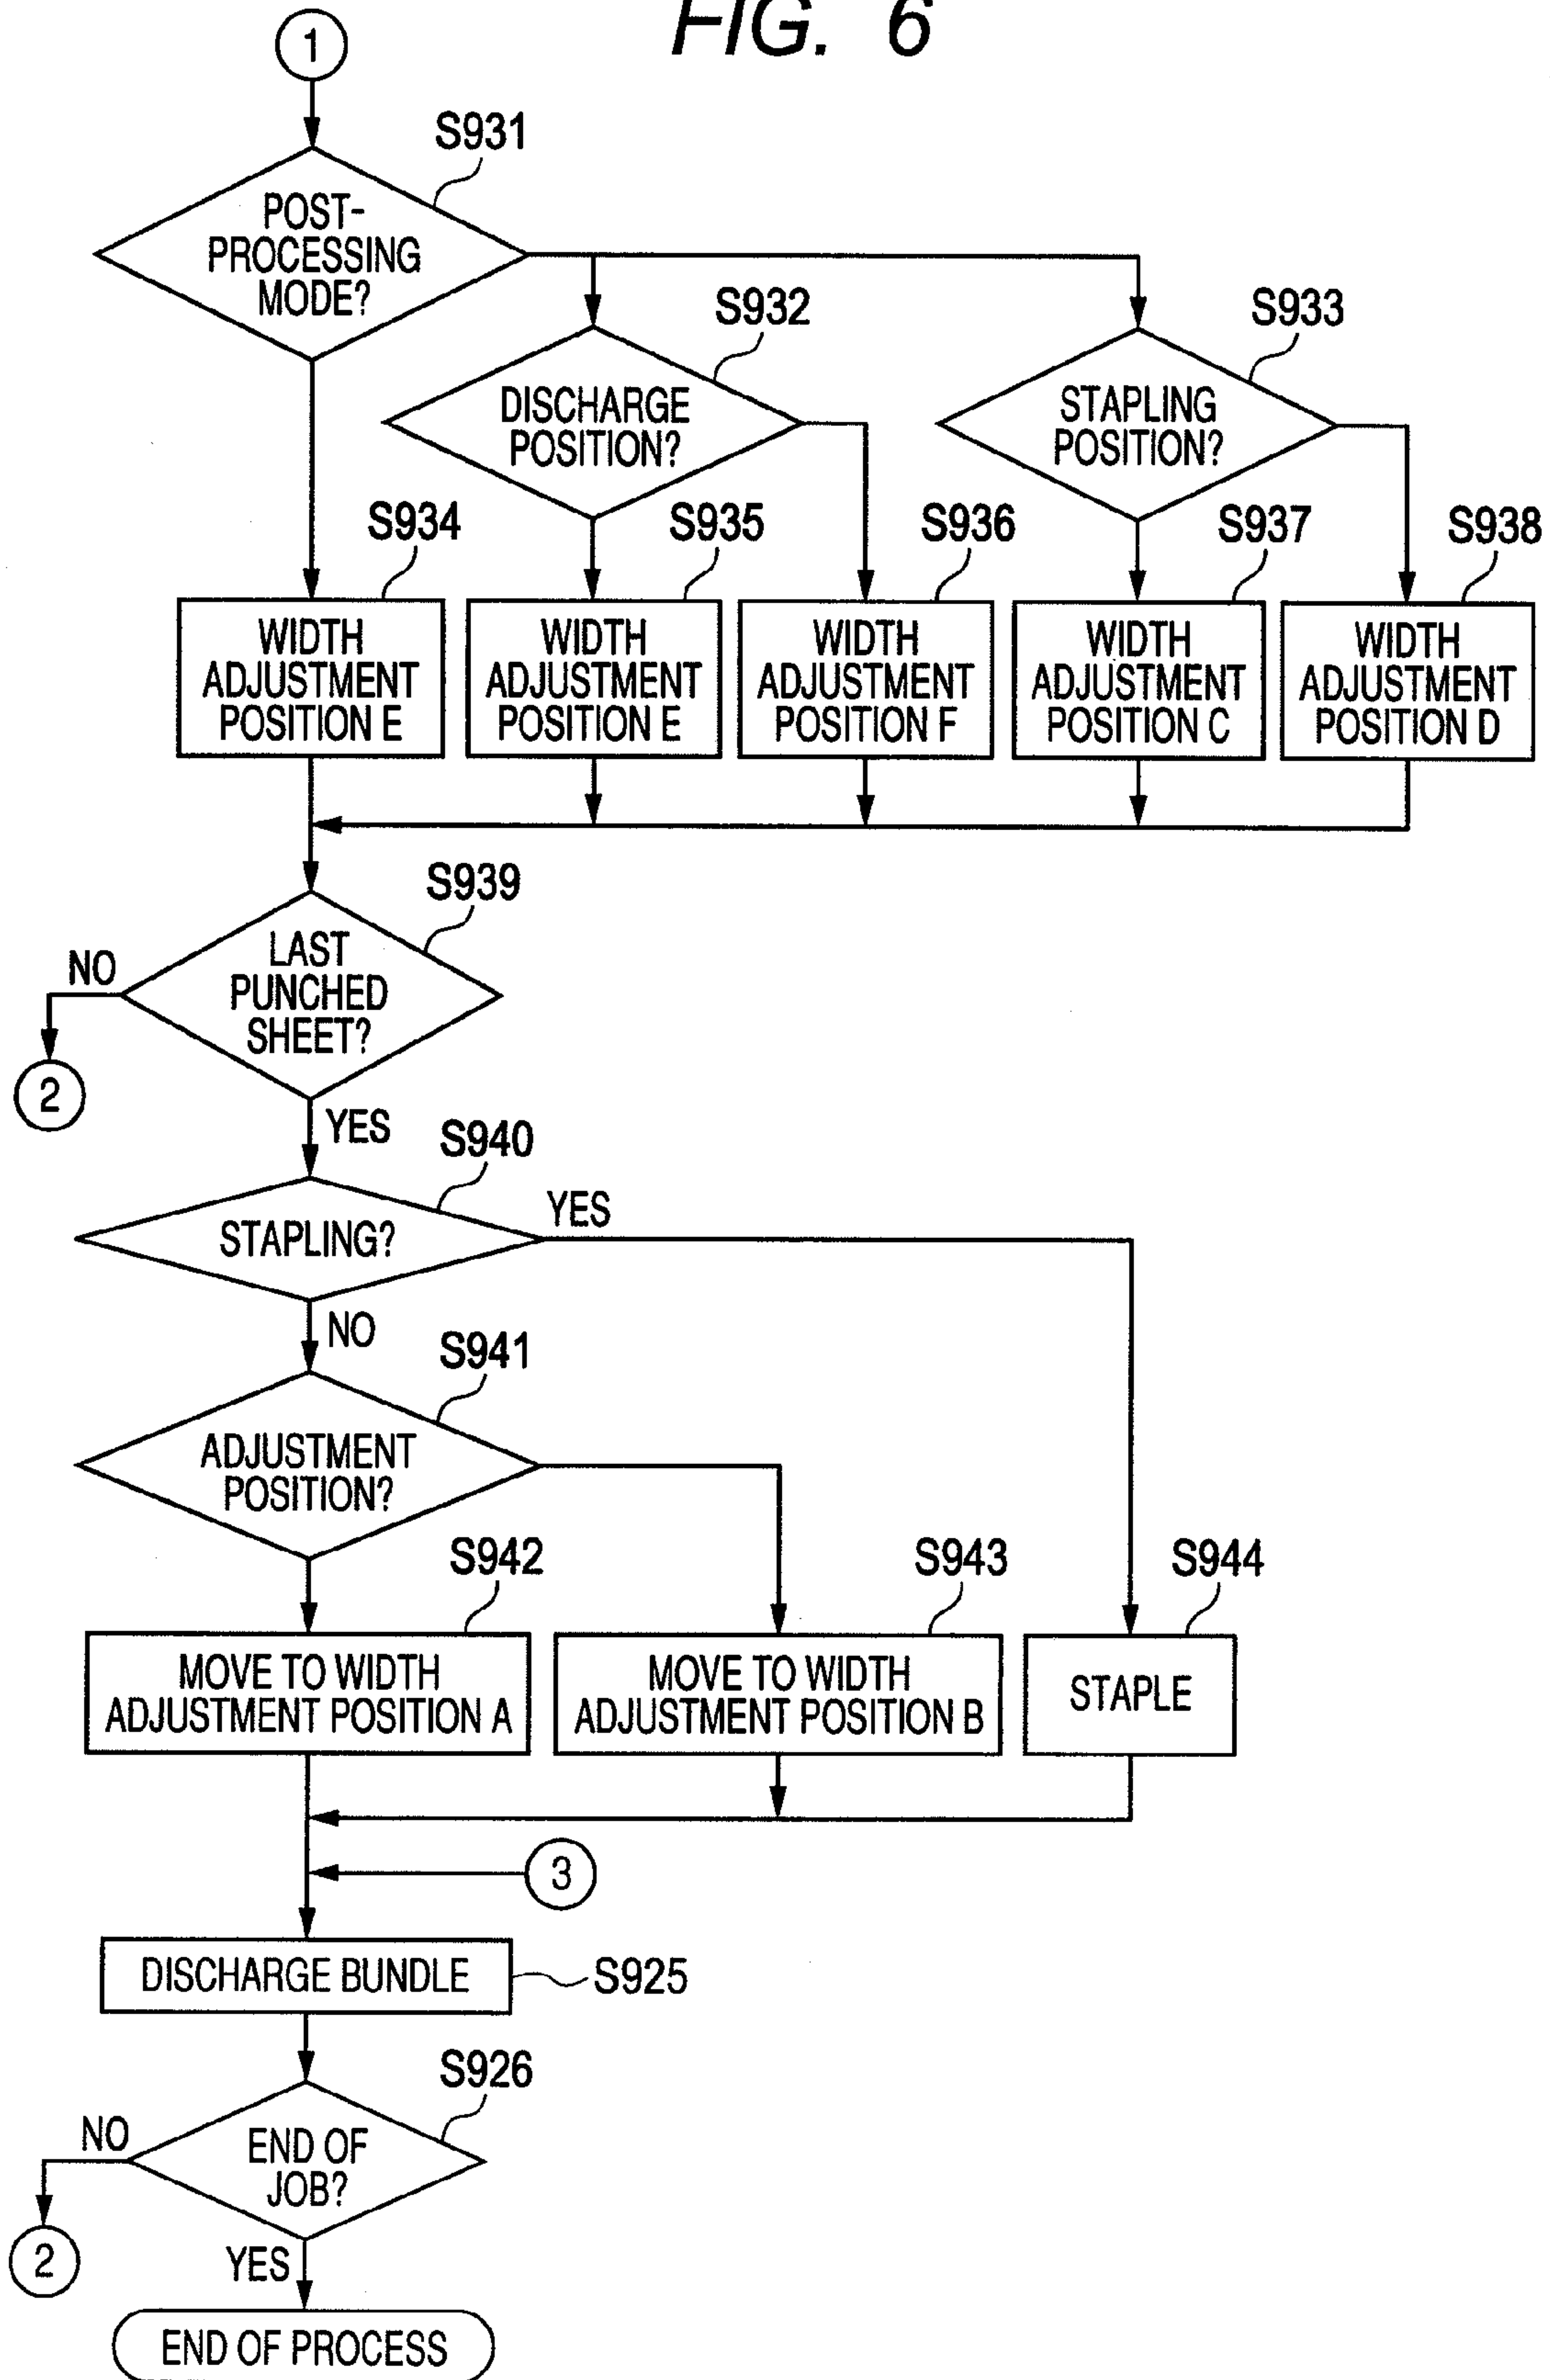 FIG. 6
1
S931
POST-
PROCESSING
MODE?
S932
DISCHARGE
POSITION?
S933
STAPLING
POSITION?
S934
WIDTH
ADJUSTMENT
POSITION E
S935
WIDTH
ADJUSTMENT
POSITION E
S936
WIDTH
ADJUSTMENT
POSITION F
S937
WIDTH
ADJUSTMENT
POSITION C
S938
WIDTH
ADJUSTMENT
POSITION D
S939
LAST
PUNCHED
SHEET?
NO
2
YES
S940
STAPLING?
YES
NO
S941
ADJUSTMENT
POSITION?
S942
MOVE TO WIDTH
ADJUSTMENT POSITION A
S943
MOVE TO WIDTH
ADJUSTMENT POSITION B
S944
STAPLE
3
DISCHARGE BUNDLE
S925
S926
END OF
JOB?
NO
2
YES
END OF PROCESS